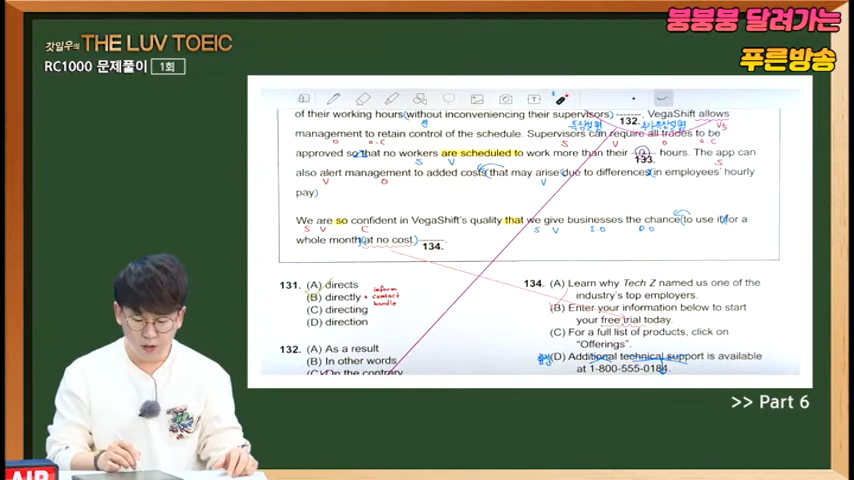 붕붕붕 달려가는
푸른방송
갓일우의 THE LUV TOEIC
RC1000 문제풀이 1회
of their working hours(without inconveniencing their supervisors) 132. VegaShift allows
management to retain control of the schedule. Supervisors can require all trades to be
approved so that no workers are scheduled to work more than their 133. hours. The app can
also alert management to added costs(that may arise(due to differences(in employees' hourly
pay)
We are so confident in VegaShift's quality that we give businesses the chance(to use it(for a
whole month(at no cost) 134.
131. (A) directs
(B) directly + inform
contact
handle
(C) directing
(D) direction
132. (A) As a result
(B) In other words
(C) On the contrary
134. (A) Learn why Tech Z named us one of the
industry's top employers.
(B) Enter your information below to start
your free trial today.
(C) For a full list of products, click on
"Offerings".
(D) Additional technical support is available
at 1-800-555-0184.
>> Part 6
AIR